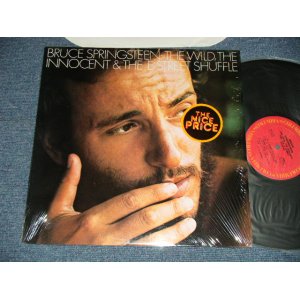 BRUCE SPRINGSTEEN THE WILD, THE
INNOCENT & THE E STREET SHUFFLE
THE
NICE
PRICE